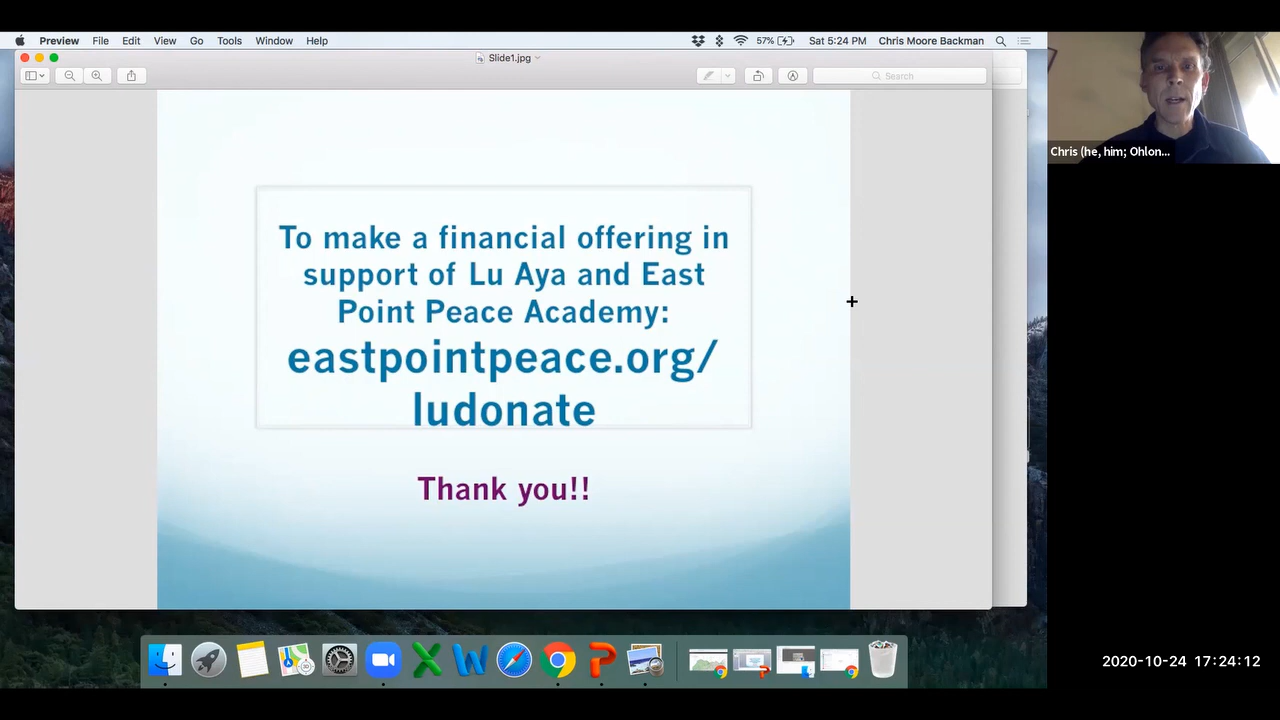 Preview File Edit View Go Tools Window Help 57% Sat 5:24 PM Chris Moore Backman
Slide1.jpg
Search
To make a financial offering in
support of Lu Aya and East
Point Peace Academy:
eastpointpeace.org/
ludonate
Thank you!!
Chris (he, him; Ohlon...
2020-10-24 17:24:12